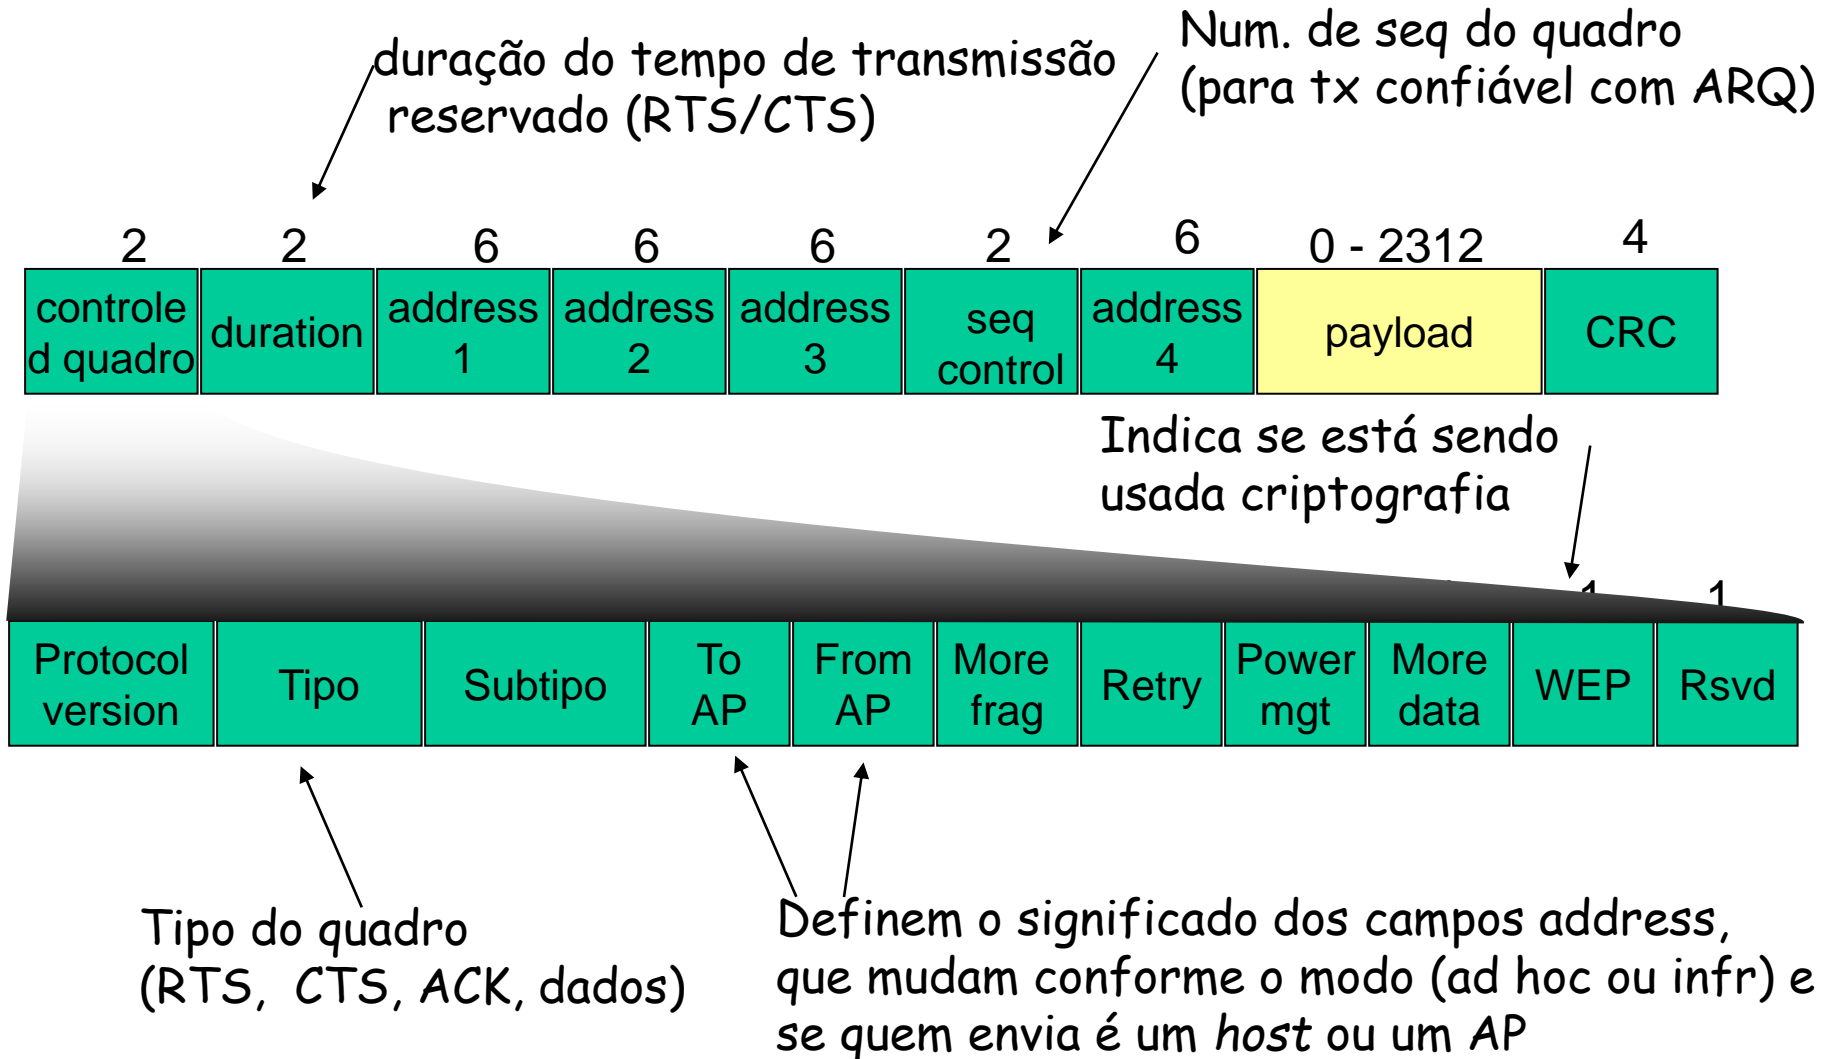 duração do tempo de transmissão
reservado (RTS/CTS)
Num. de seq do quadro
(para tx confiável com ARQ)
2 2 6 6 6 2 6 0 - 2312 4
controle
d quadro
duration
address
1
address
2
address
3
seq
control
address
4
payload
CRC
Indica se está sendo
usada criptografia
1 1
Protocol
version
Tipo
Subtipo
To
AP
From
AP
More
frag
Retry
Power
mgt
More
data
WEP
Rsvd
Tipo do quadro
(RTS, CTS, ACK, dados)
Definem o significado dos campos address,
que mudam conforme o modo (ad hoc ou infr) e
se quem envia é um host ou um AP